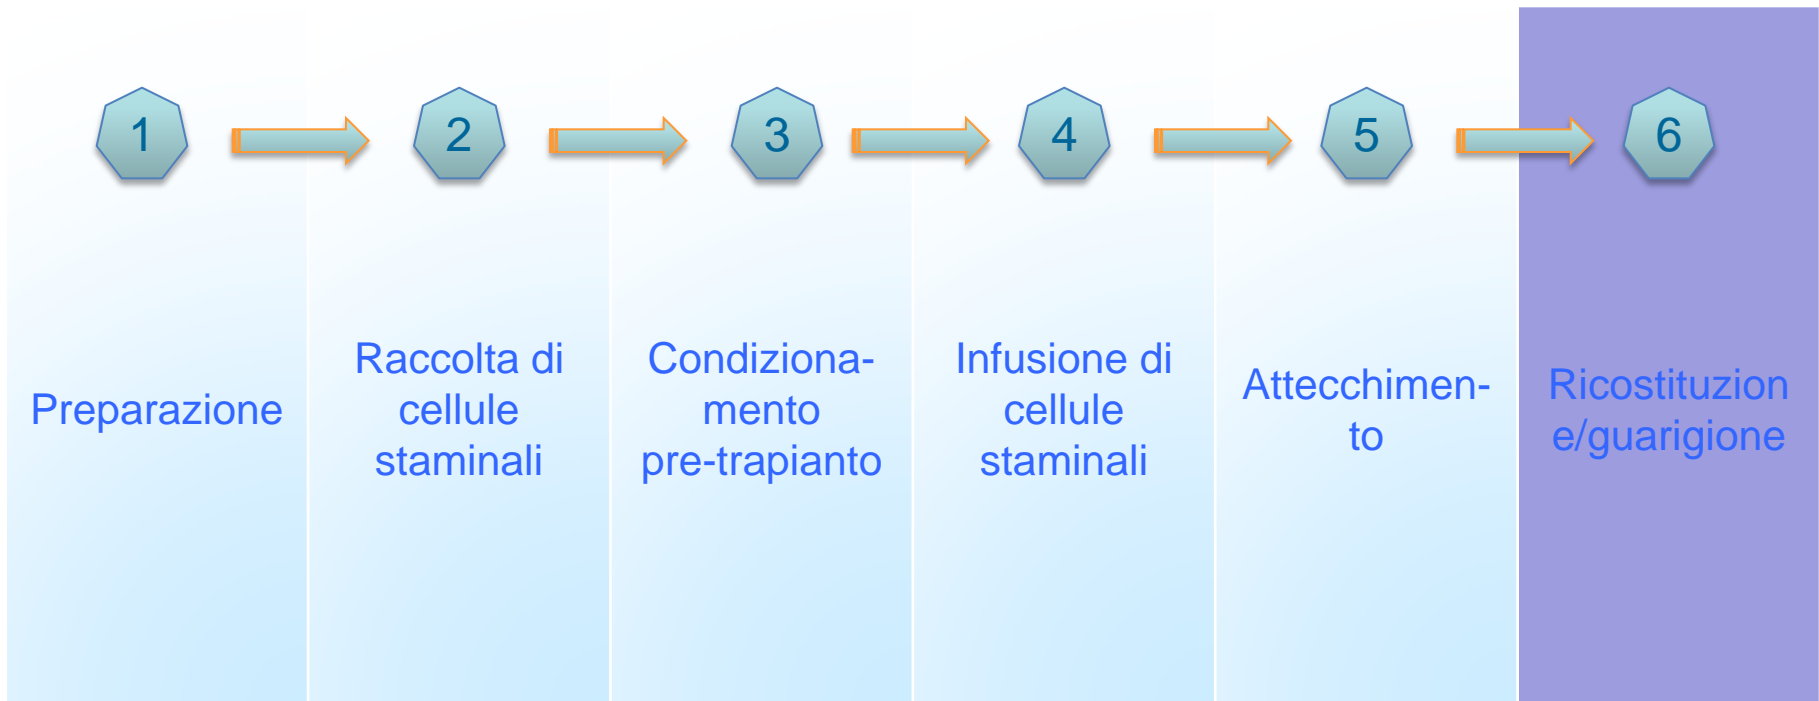 1
2
3
4
5
6
Preparazione
Raccolta di
cellule
staminali
Condiziona-
mento
pre-trapianto
Infusione di
cellule
staminali
Attecchimen-
to
Ricostituzion
e/guarigione